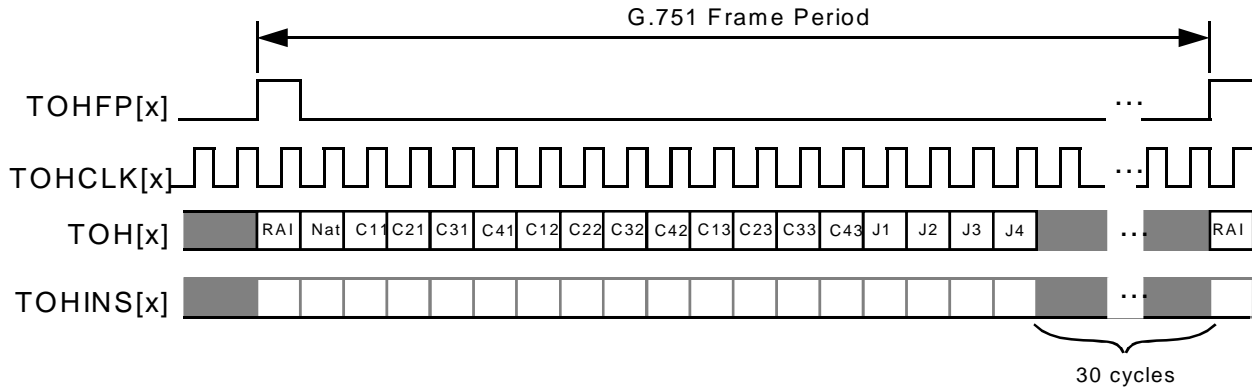 G.751 Frame Period
TOHFP[x]
...
TOHCLK[x]
...
TOH[x]
RAI Nat C11 C21 C31 C41 C12 C22 C32 C42 C13 C23 C33 C43 J1 J2 J3 J4 ... RAI
TOHINS[x]
...
30 cycles